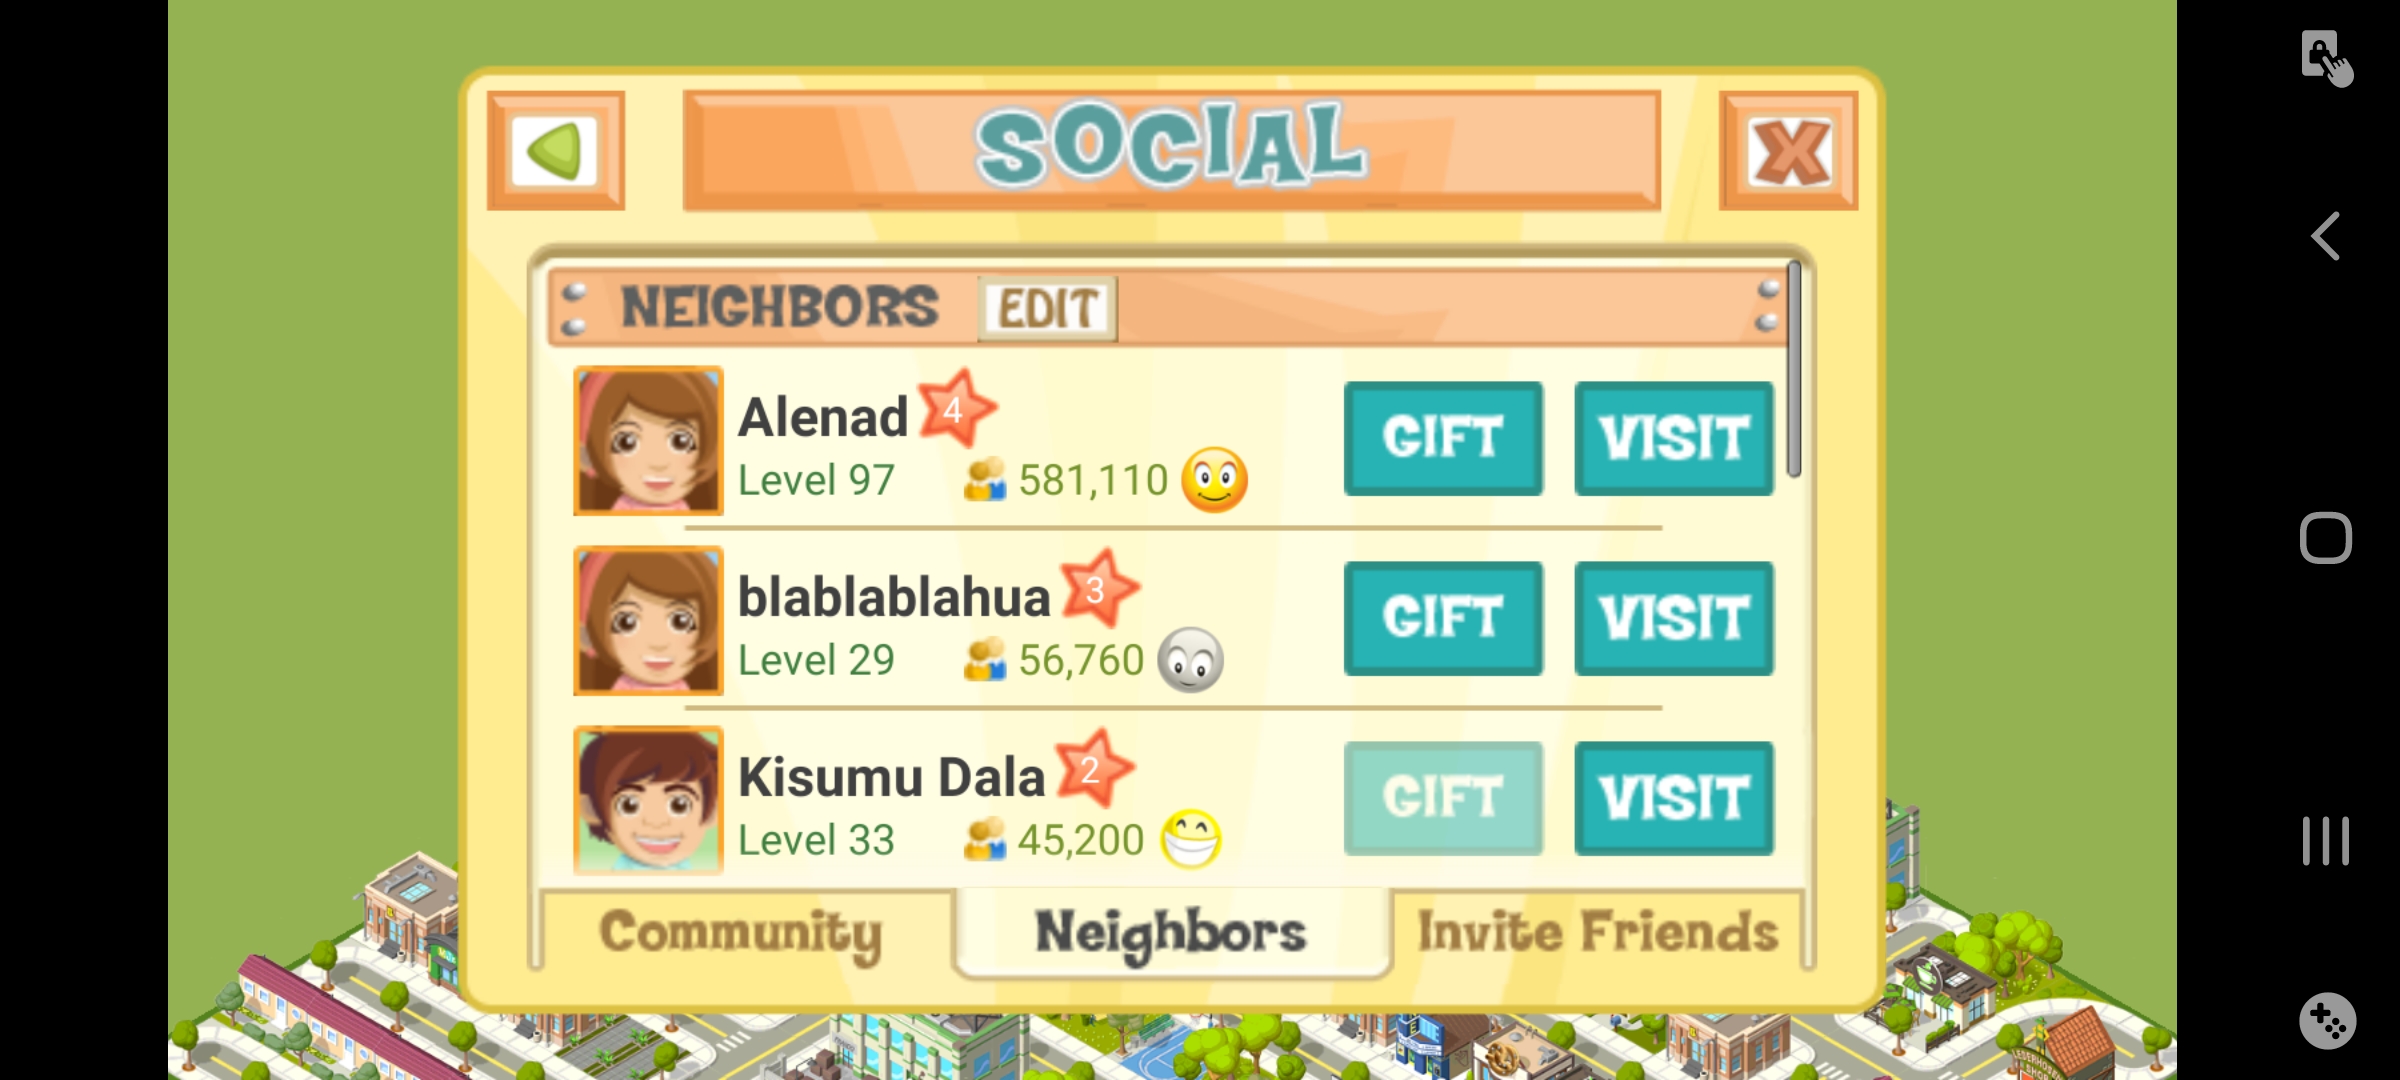 SOCIAL
NEIGHBORS EDIT
Alenad 4
Level 97 581,110
GIFT VISIT
blablablahua 3
Level 29 56,760
GIFT VISIT
Kisumu Dala 2
Level 33 45,200
GIFT VISIT
Community Neighbors Invite Friends